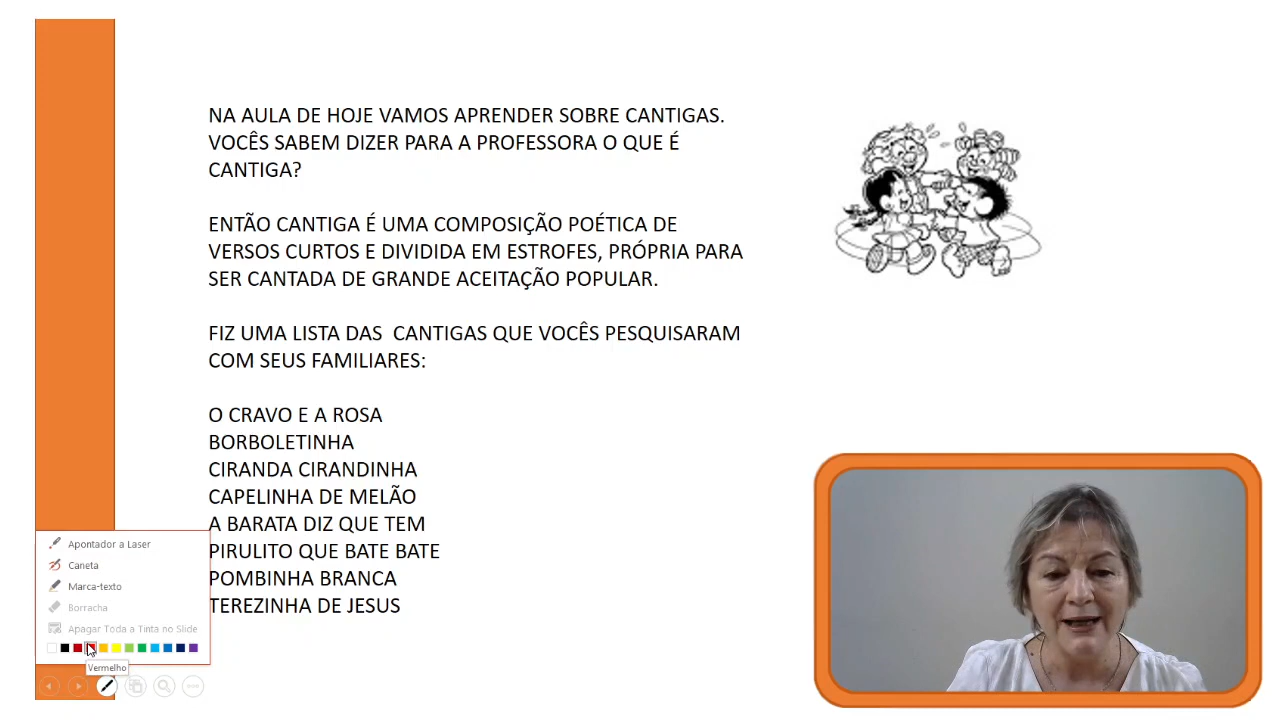 NA AULA DE HOJE VAMOS APRENDER SOBRE CANTIGAS.
VOCÊS SABEM DIZER PARA A PROFESSORA O QUE É
CANTIGA?
ENTÃO CANTIGA É UMA COMPOSIÇÃO POÉTICA DE
VERSOS CURTOS E DIVIDIDA EM ESTROFES, PRÓPRIA PARA
SER CANTADA DE GRANDE ACEITAÇÃO POPULAR.
FIZ UMA LISTA DAS  CANTIGAS QUE VOCÊS PESQUISARAM
COM SEUS FAMILIARES:
O CRAVO E A ROSA
BORBOLETINHA
CIRANDA CIRANDINHA
CAPELINHA DE MELÃO
A BARATA DIZ QUE TEM
PIRULITO QUE BATE BATE
POMBINHA BRANCA
TEREZINHA DE JESUS
Apontador a Laser
Caneta
Marca-texto
Borracha
Apagar Toda a Tinta no Slide
Vermelho